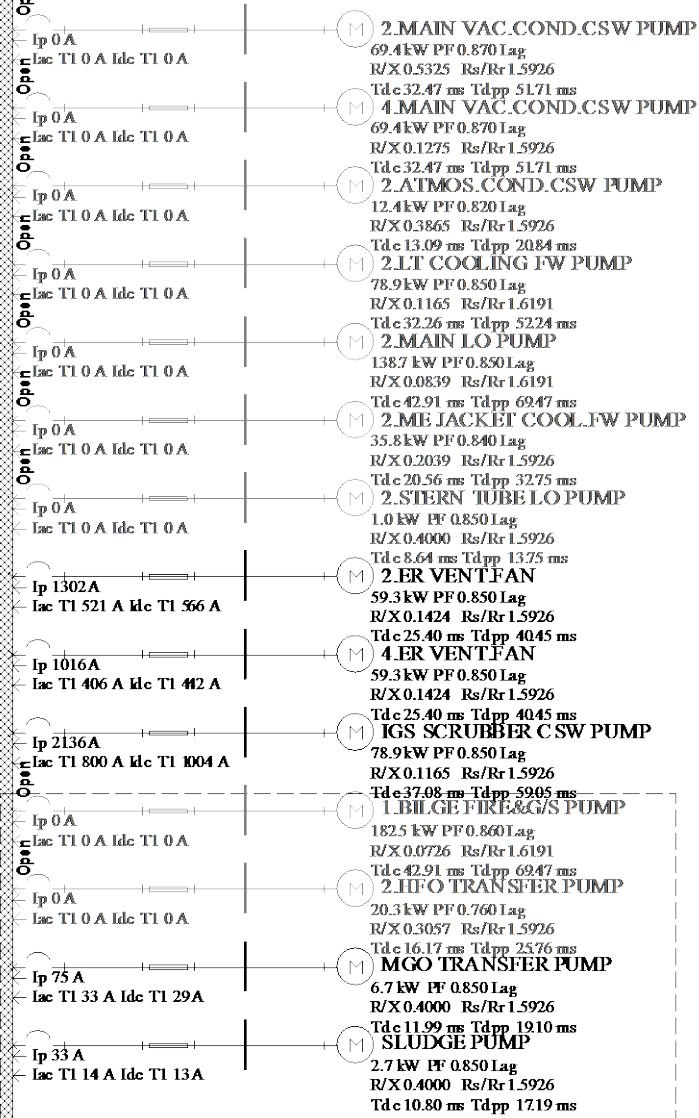 Op
2.MAIN VAC.COND.CSW PUMP
Ip 0 A
69.4kW PF 0.870 Lag
Iac T1 0 A Idc T1 0 A
R/X 0.5325 Rs/Rr 1.5926
Tdc 32.47 ms Tdpp 51.71 ms
Open
4.MAIN VAC.COND.CSW PUMP
Ip 0 A
69.4kW PF 0.870 Lag
Iac T1 0 A Idc T1 0 A
R/X 0.1275 Rs/Rr 1.5926
Tdc 32.47 ms Tdpp 51.71 ms
Open
2.ATMOS.COND.CSW PUMP
Ip 0 A
12.4kW PF 0.820 Lag
Iac T1 0 A Idc T1 0 A
R/X 0.3865 Rs/Rr 1.5926
Tdc 13.09 ms Tdpp 20.84 ms
Open
2.LT COOLING FW PUMP
Ip 0 A
78.9kW PF 0.850 Lag
Iac T1 0 A Idc T1 0 A
R/X 0.1165 Rs/Rr 1.6191
Tdc 32.26 ms Tdpp 52.24 ms
Open
2.MAIN LO PUMP
Ip 0 A
138.7 kW PF 0.850 Lag
Iac T1 0 A Idc T1 0 A
R/X 0.0839 Rs/Rr 1.6191
Tdc 42.91 ms Tdpp 69.47 ms
Open
2.ME JACKET COOL.FW PUMP
Ip 0 A
35.8kW PF 0.840 Lag
Iac T1 0 A Idc T1 0 A
R/X 0.2039 Rs/Rr 1.5926
Tdc 20.56 ms Tdpp 32.75 ms
Open
2.STERN TUBE LO PUMP
Ip 0 A
1.0 kW PF 0.850 Lag
Iac T1 0 A Idc T1 0 A
R/X 0.4000 Rs/Rr 1.5926
Tdc 8.64 ms Tdpp 13.75 ms
2.ER VENT.FAN
Ip 1302 A
59.3kW PF 0.850 Lag
Iac T1 521 A Idc T1 566 A
R/X 0.1424 Rs/Rr 1.5926
Tdc 25.40 ms Tdpp 40.45 ms
4.ER VENT.FAN
Ip 1016 A
59.3kW PF 0.850 Lag
Iac T1 406 A Idc T1 442 A
R/X 0.1424 Rs/Rr 1.5926
Tdc 25.40 ms Tdpp 40.45 ms
IGS SCRUBBER C SW PUMP
Ip 2136 A
78.9kW PF 0.850 Lag
Iac T1 800 A Idc T1 1004 A
R/X 0.1165 Rs/Rr 1.5926
Tdc 37.08 ms Tdpp 59.05 ms
Open
1.BILGE FIRE&G/S PUMP
Ip 0 A
182.5 kW PF 0.860 Lag
Iac T1 0 A Idc T1 0 A
R/X 0.0726 Rs/Rr 1.6191
Tdc 42.91 ms Tdpp 69.47 ms
Open
2.HFO TRANSFER PUMP
Ip 0 A
20.3kW PF 0.760 Lag
Iac T1 0 A Idc T1 0 A
R/X 0.3057 Rs/Rr 1.5926
Tdc 16.17 ms Tdpp 25.76 ms
MGO TRANSFER PUMP
Ip 75 A
6.7 kW PF 0.850 Lag
Iac T1 33 A Idc T1 29 A
R/X 0.4000 Rs/Rr 1.5926
Tdc 11.99 ms Tdpp 19.10 ms
SLUDGE PUMP
Ip 33 A
2.7 kW PF 0.850 Lag
Iac T1 14 A Idc T1 13 A
R/X 0.4000 Rs/Rr 1.5926
Tdc 10.80 ms Tdpp 17.19 ms
M
M
M
M
M
M
M
M
M
M
M
M
M
M